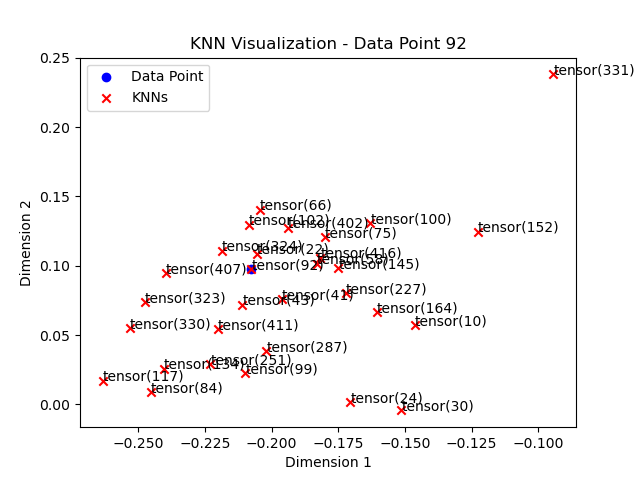 KNN Visualization - Data Point 92
Data Point
KNNs
tensor(331)
tensor(66)
tensor(102)
tensor(402)
tensor(100)
tensor(152)
tensor(75)
tensor(324)
tensor(22)
tensor(416)
tensor(58)
tensor(145)
tensor(92)
tensor(407)
tensor(227)
tensor(323)
tensor(43)
tensor(41)
tensor(164)
tensor(10)
tensor(330)
tensor(411)
tensor(287)
tensor(251)
tensor(134)
tensor(99)
tensor(117)
tensor(84)
tensor(24)
tensor(30)
0.25
0.20
0.15
0.10
0.05
0.00
Dimension 2
−0.250 −0.225 −0.200 −0.175 −0.150 −0.125 −0.100
Dimension 1